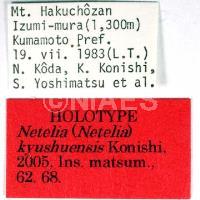 Mt. Hakuchôzan
Izumi-mura(1,300m)
Kumamoto Pref.
19. vii. 1983(L.T.)
N. Kôda, K. Konishi,
S. Yoshimatsu et al.
©NIAES
HOLOTYPE
Netelia (Netelia)
kyushuensis Konishi,
2005. Ins. matsum.,
62. 68.